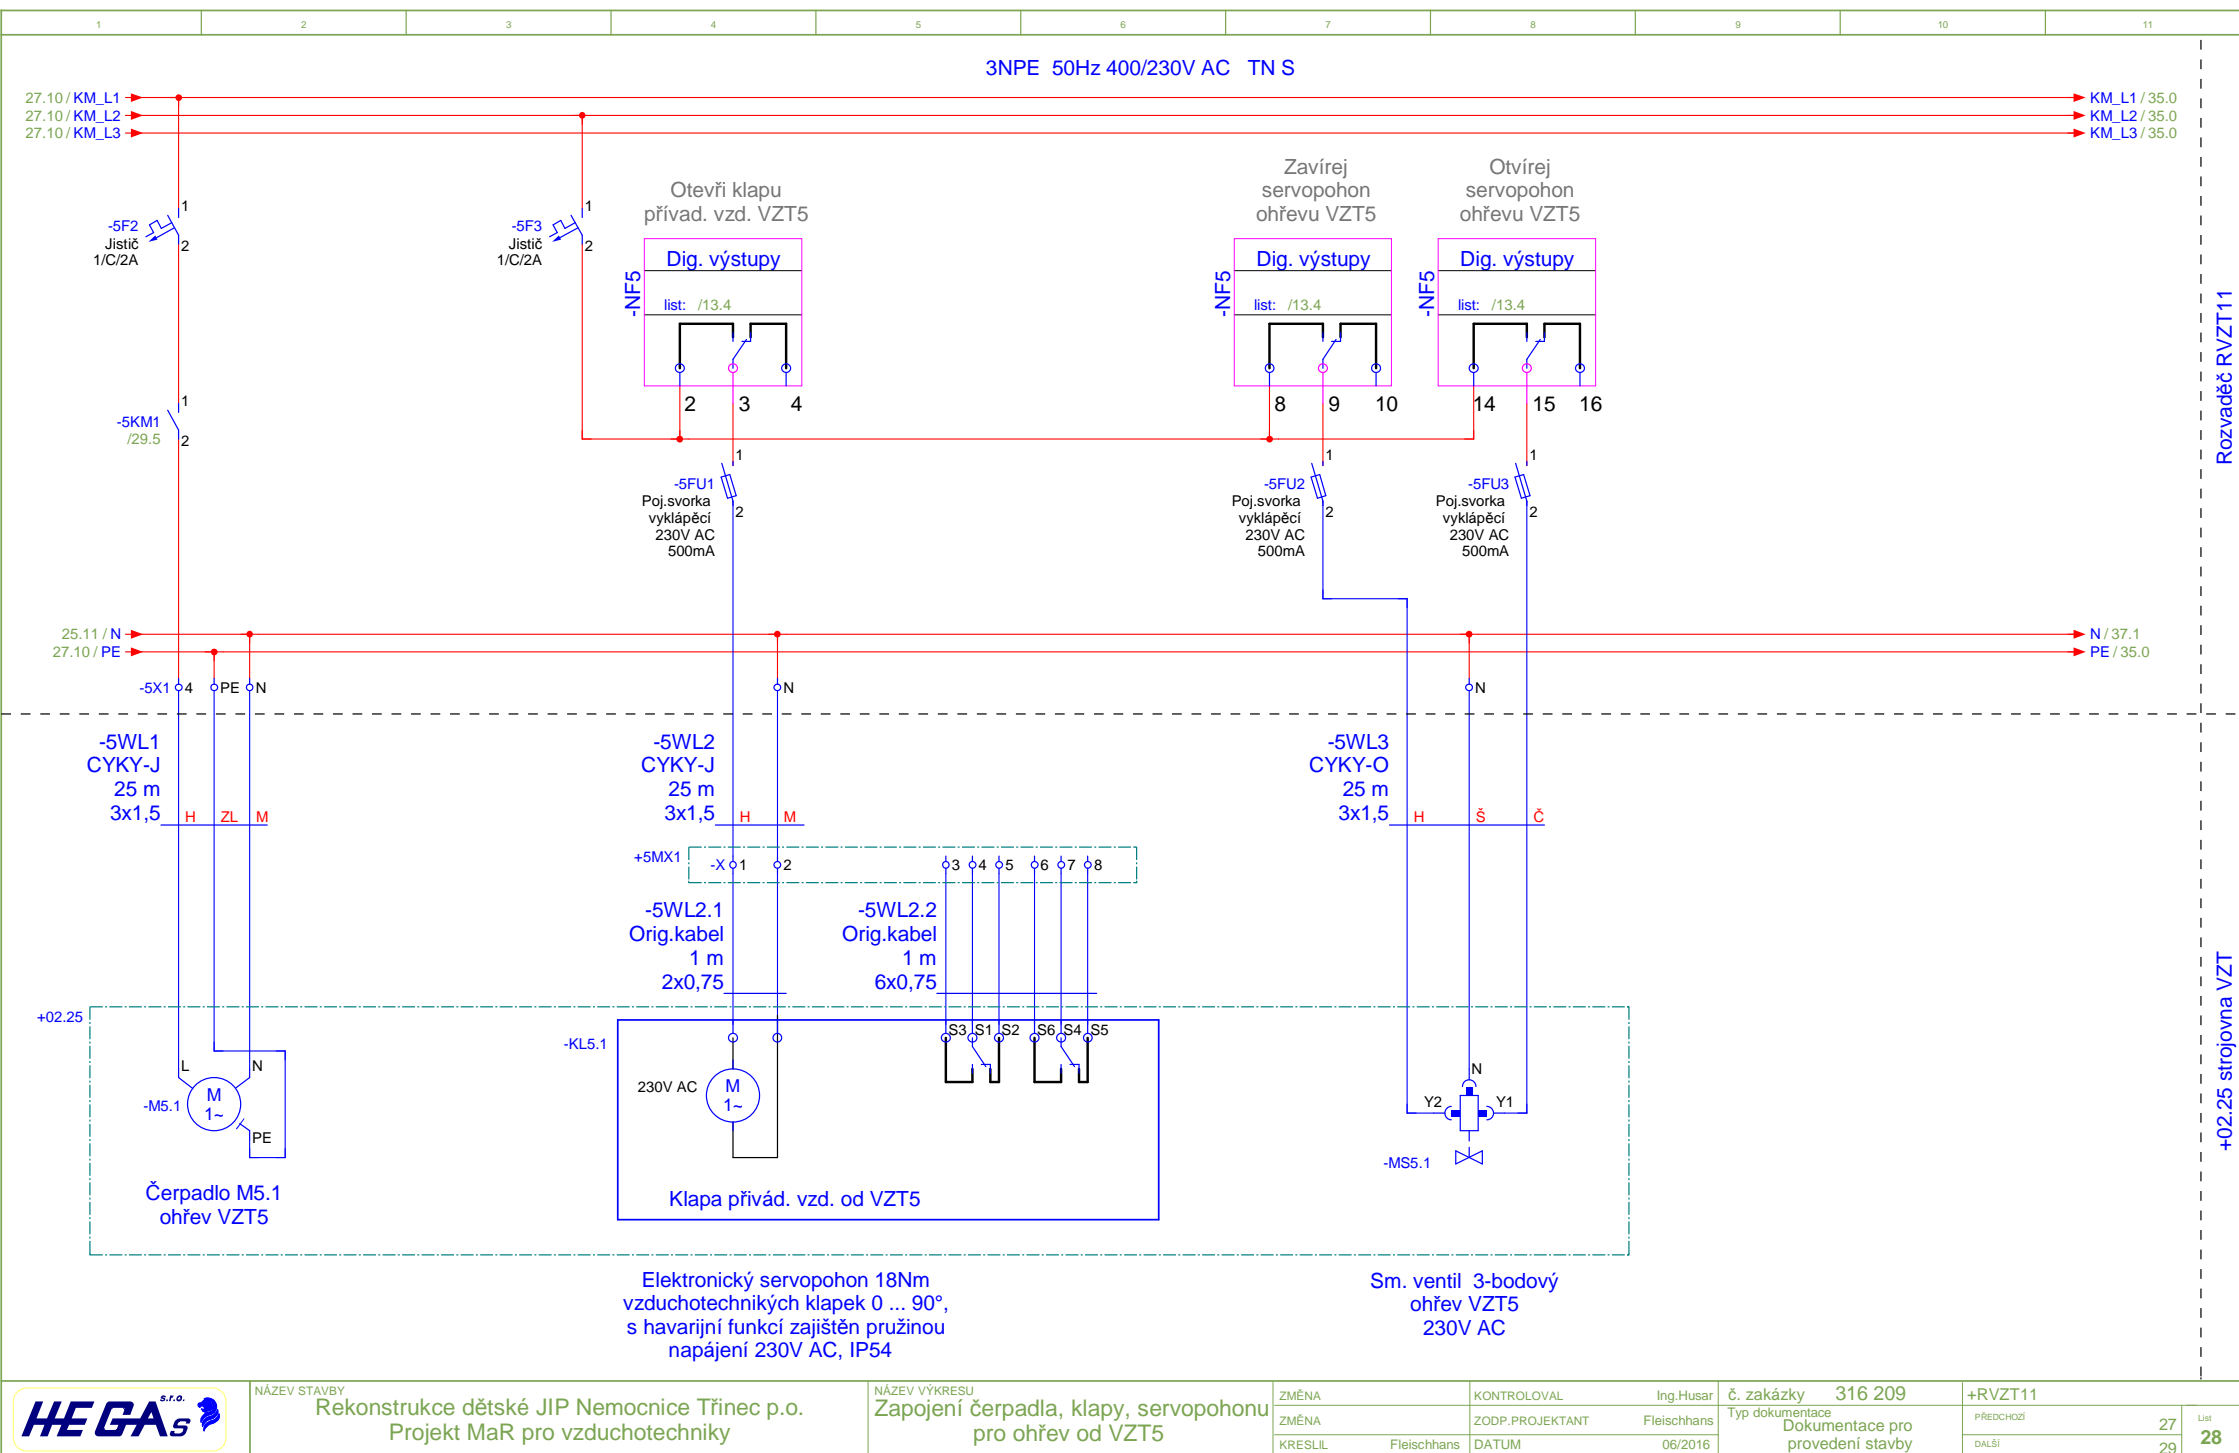 1 2 3 4 5 6 7 8 9 10 11
3NPE 50Hz 400/230V AC TN S
27.10 / KM_L1
27.10 / KM_L2
27.10 / KM_L3
KM_L1 / 35.0
KM_L2 / 35.0
KM_L3 / 35.0
Otevři klapu
přívad. vzd. VZT5
Zavírej
servopohon
ohřevu VZT5
Otvírej
servopohon
ohřevu VZT5
-5F2
Jistič
1/C/2A
1
2
-5F3
Jistič
1/C/2A
1
2
-NF5
Dig. výstupy
list: /13.4
2 3 4
-NF5
Dig. výstupy
list: /13.4
8 9 10
-NF5
Dig. výstupy
list: /13.4
14 15 16
Rozvaděč RVZT11
-5KM1
/29.5
1
2
-5FU1
Poj.svorka
vyklápěcí
230V AC
500mA
1
2
-5FU2
Poj.svorka
vyklápěcí
230V AC
500mA
1
2
-5FU3
Poj.svorka
vyklápěcí
230V AC
500mA
1
2
25.11 / N
27.10 / PE
N / 37.1
PE / 35.0
-5X1 4 PE N
N
N
-5WL1
CYKY-J
25 m
3x1,5
H ZL M
-5WL2
CYKY-J
25 m
3x1,5
H M
-5WL3
CYKY-O
25 m
3x1,5
H Š Č
+5MX1
-X 1 2 3 4 5 6 7 8
-5WL2.1
Orig.kabel
1 m
2x0,75
-5WL2.2
Orig.kabel
1 m
6x0,75
+02.25
-KL5.1
S3 S1 S2 S6 S4 S5
L
N
-M5.1
M
1~
PE
230V AC
M
1~
N
Y2
Y1
-MS5.1
Čerpadlo M5.1
ohřev VZT5
Klapa přivád. vzd. od VZT5
+02.25 strojovna VZT
Elektronický servopohon 18Nm
vzduchotechnikých klapek 0 ... 90°,
s havarijní funkcí zajištěn pružinou
napájení 230V AC, IP54
Sm. ventil 3-bodový
ohřev VZT5
230V AC
HEGAs
s.r.o.
NÁZEV STAVBY
Rekonstrukce dětské JIP Nemocnice Třinec p.o.
Projekt MaR pro vzduchotechniky
NÁZEV VÝKRESU
Zapojení čerpadla, klapy, servopohonu
pro ohřev od VZT5
ZMĚNA
ZMĚNA
KRESLIL Fleischhans
KONTROLOVAL Ing.Husar
ZODP.PROJEKTANT Fleischhans
DATUM 06/2016
č. zakázky 316 209
Typ dokumentace
Dokumentace pro
provedení stavby
+RVZT11
PŘEDCHOZÍ 27
DALŠÍ 29
List
28